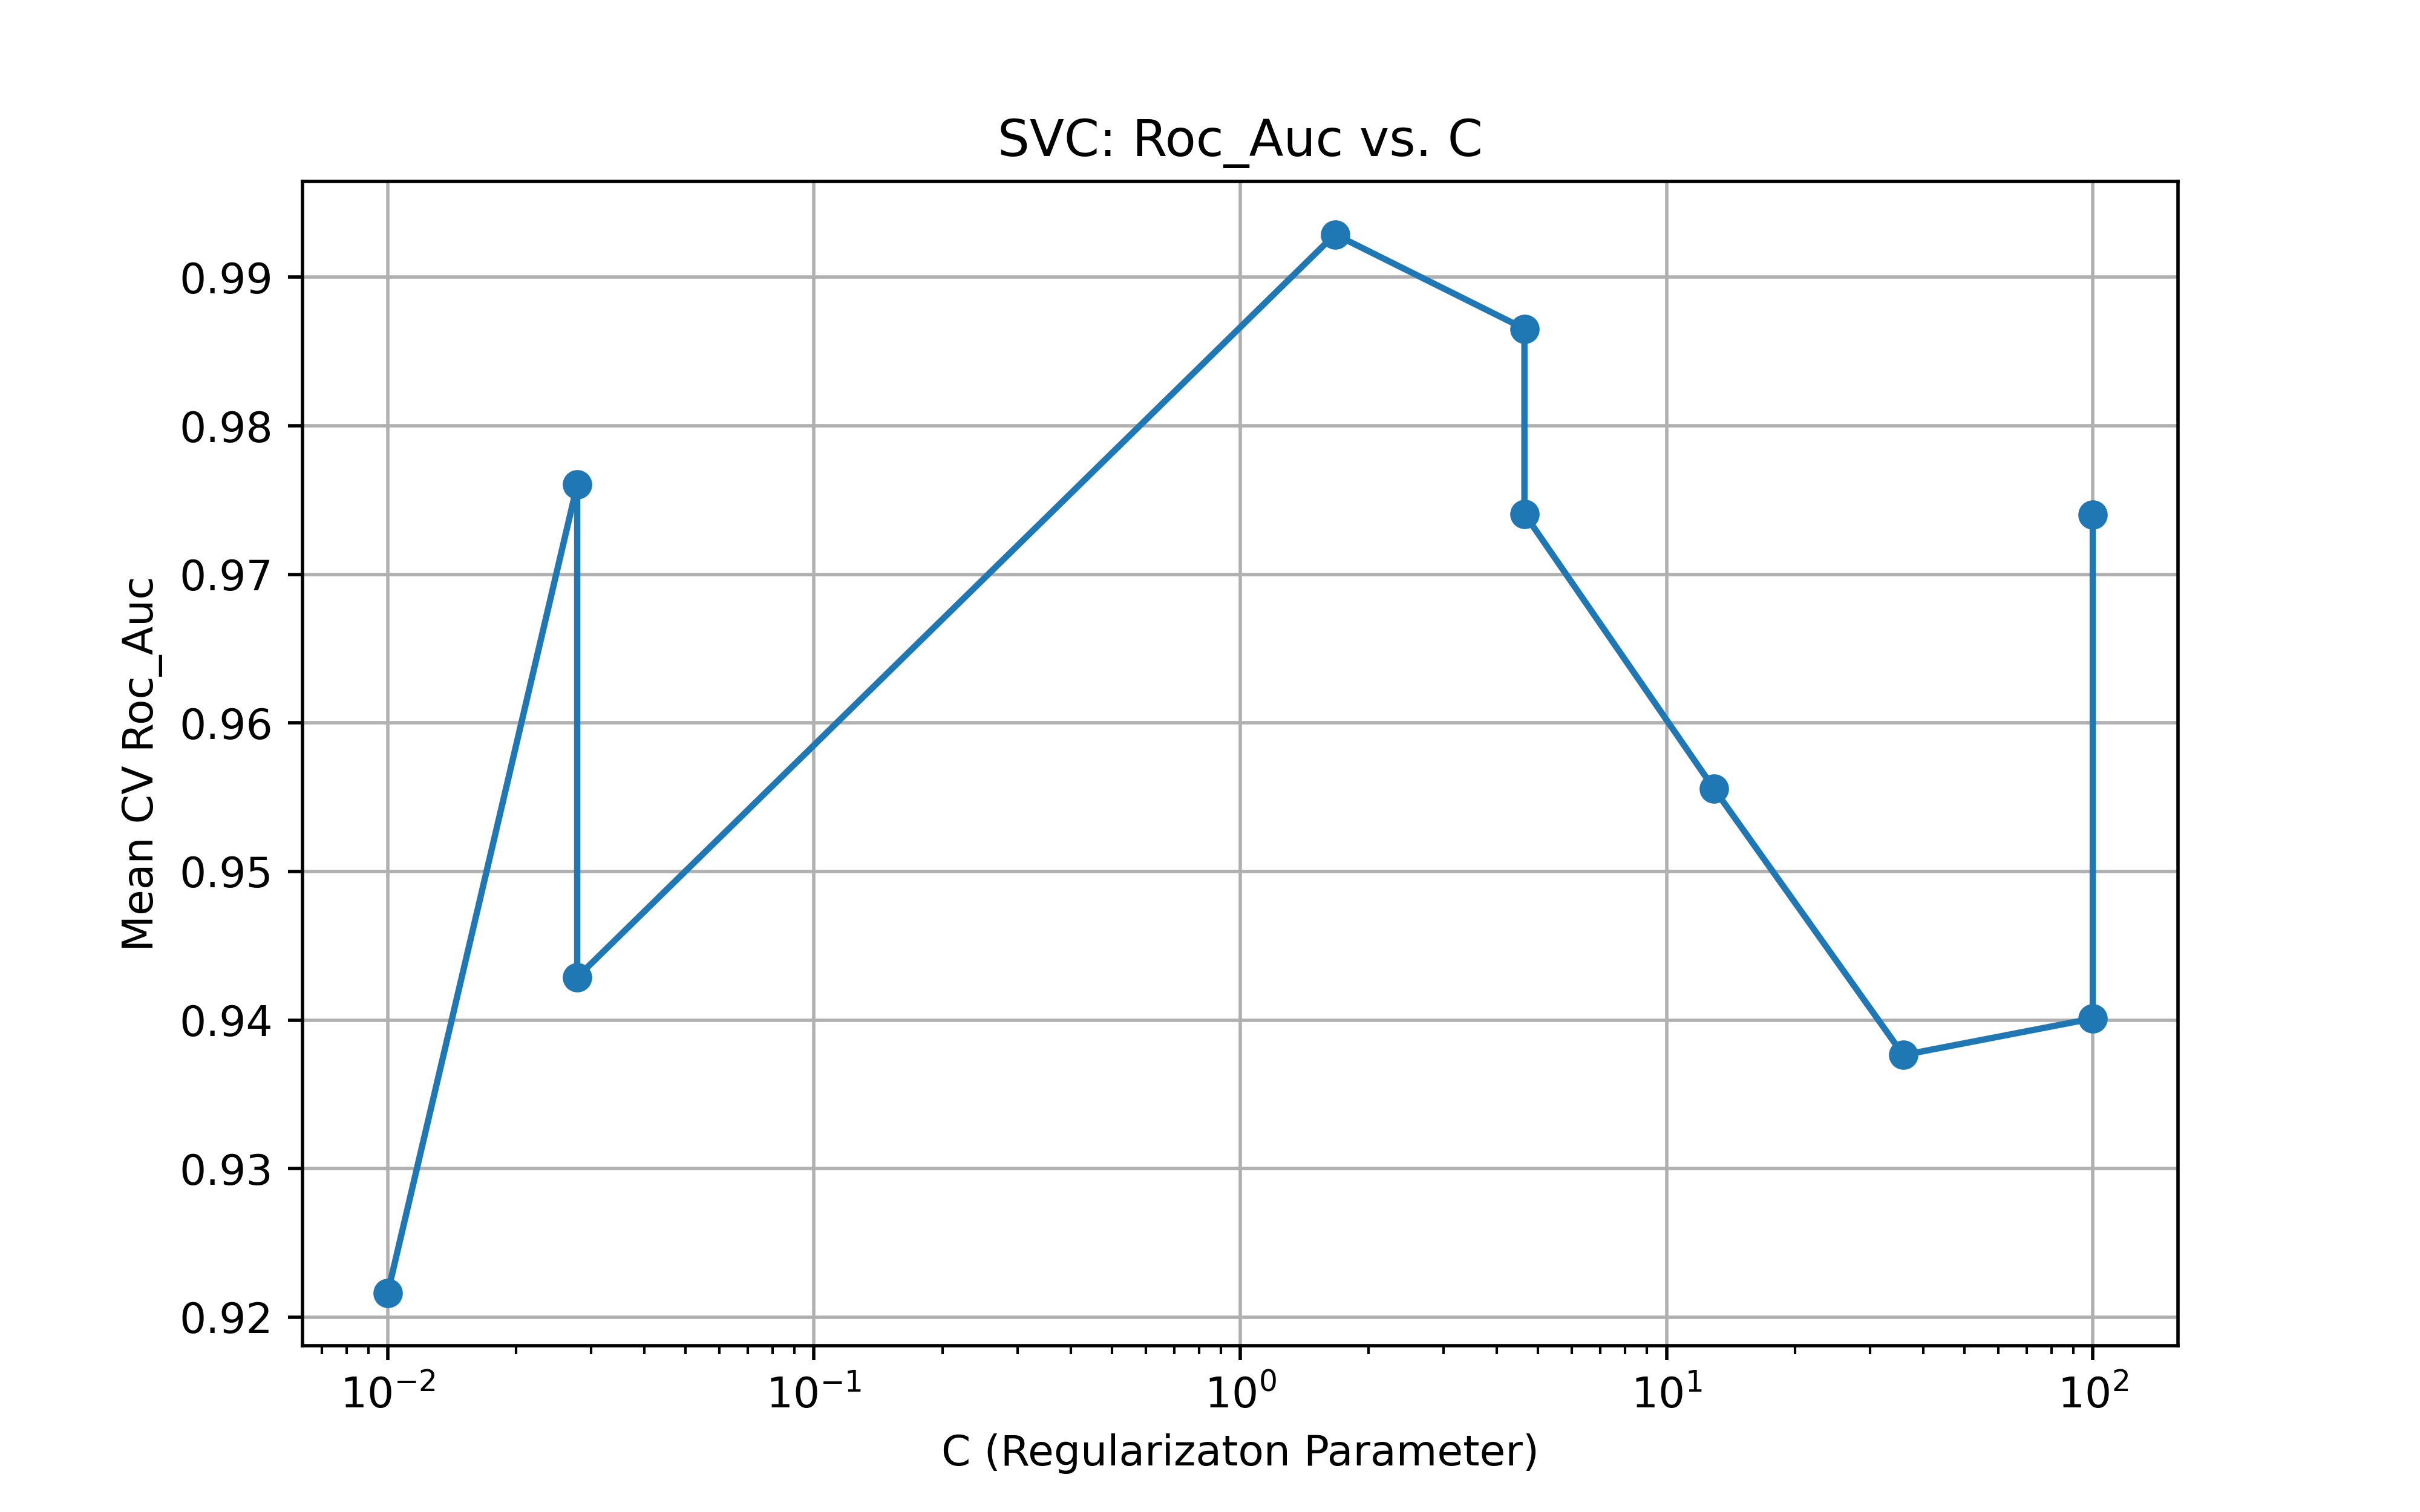 SVC: Roc_Auc vs. C
Mean CV Roc_Auc
0.99
0.98
0.97
0.96
0.95
0.94
0.93
0.92
10⁻² 10⁻¹ 10⁰ 10¹ 10²
C (Regularizaton Parameter)